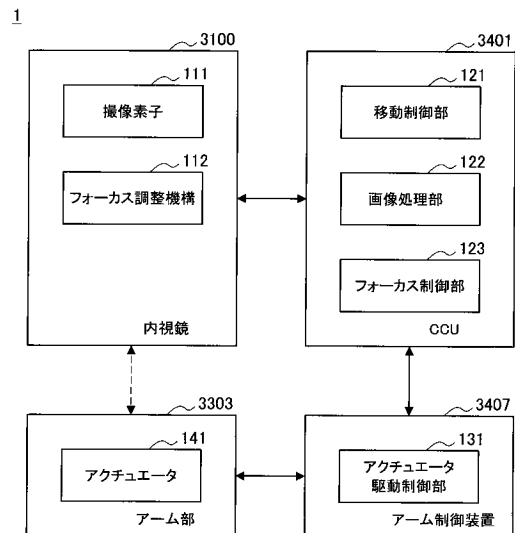 1
3100
111
撮像素子
112
フォーカス調整機構
内視鏡
3401
121
移動制御部
122
画像処理部
123
フォーカス制御部
CCU
3303
141
アクチュエータ
アーム部
3407
131
アクチュエータ
駆動制御部
アーム制御装置